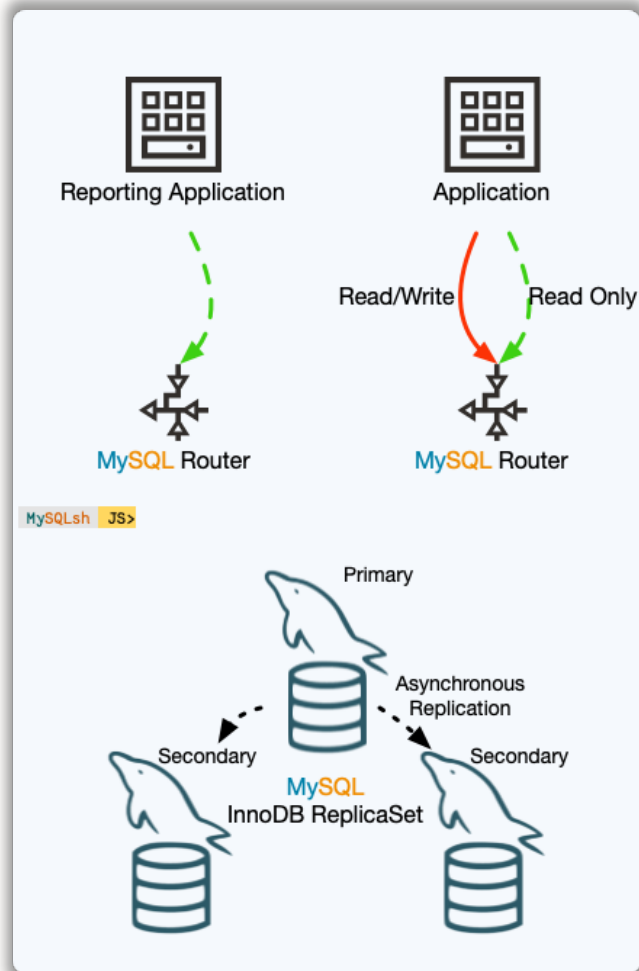 Reporting Application
Application
Read/Write
Read Only
MySQL Router
MySQL Router
MySQLsh JS>
Primary
Asynchronous
Replication
Secondary
Secondary
MySQL
InnoDB ReplicaSet